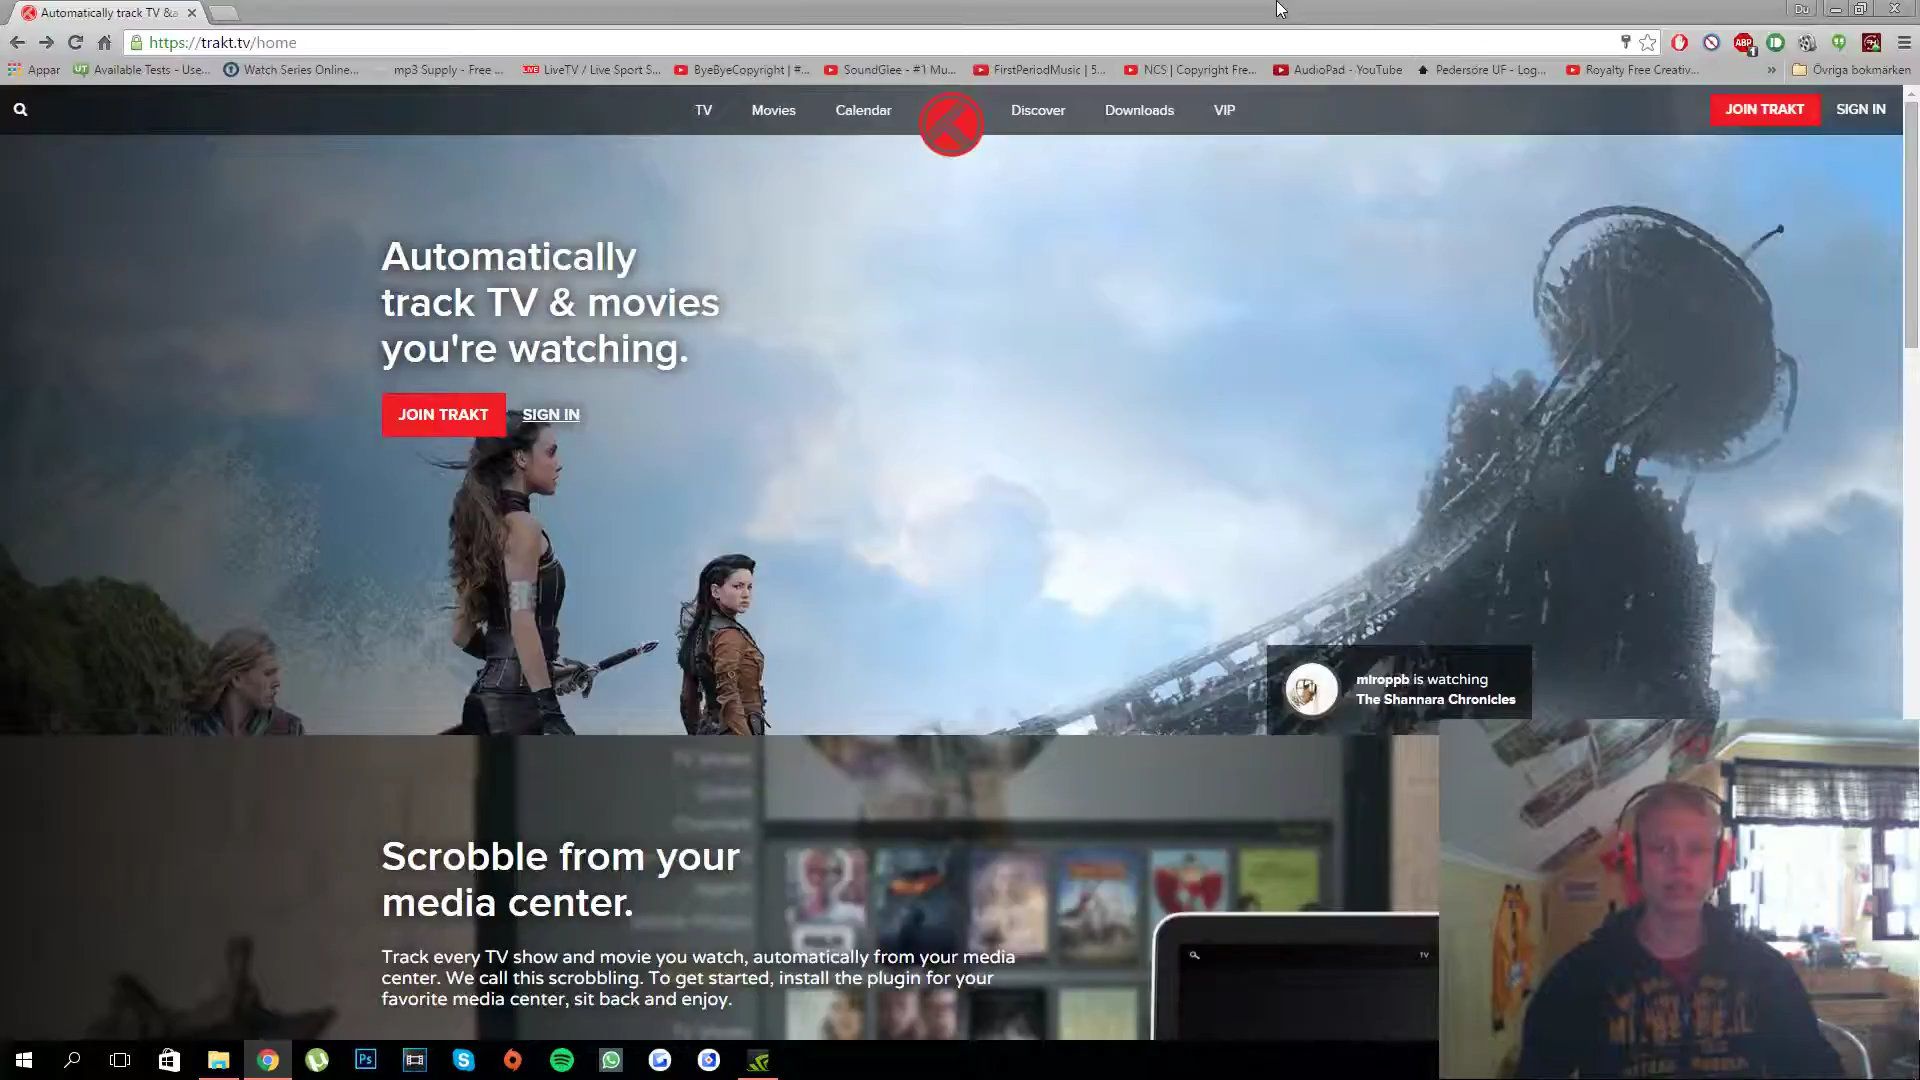 Automatically track TV &a
Du
https://trakt.tv/home
Appar
Available Tests - Use...
Watch Series Online...
mp3 Supply - Free ...
LiveTV / Live Sport S...
ByeByeCopyright | #...
SoundGlee - #1 Mu...
FirstPeriodMusic | 5...
NCS | Copyright Fre...
AudioPad - YouTube
Pedersöre UF - Log...
Royalty Free Creativ...
»
Övriga bokmärken
TV
Movies
Calendar
Discover
Downloads
VIP
JOIN TRAKT
SIGN IN
Automatically
track TV & movies
you're watching.
JOIN TRAKT
SIGN IN
miroppb is watching
The Shannara Chronicles
Scrobble from your
media center.
Track every TV show and movie you watch, automatically from your media
center. We call this scrobbling. To get started, install the plugin for your
favorite media center, sit back and enjoy.
TV